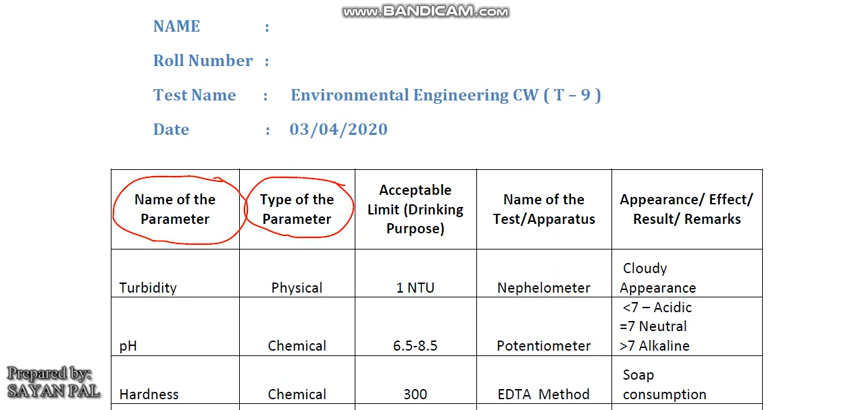 www.BANDICAM.com
NAME :
Roll Number :
Test Name : Environmental Engineering CW ( T – 9 )
Date : 03/04/2020
Name of the Parameter
Type of the Parameter
Acceptable Limit (Drinking Purpose)
Name of the Test/Apparatus
Appearance/ Effect/ Result/ Remarks
Turbidity
Physical
1 NTU
Nephelometer
Cloudy Appearance
pH
Chemical
6.5-8.5
Potentiometer
<7 – Acidic
=7 Neutral
>7 Alkaline
Hardness
Chemical
300
EDTA Method
Soap consumption
Prepared by:
SAYAN PAL